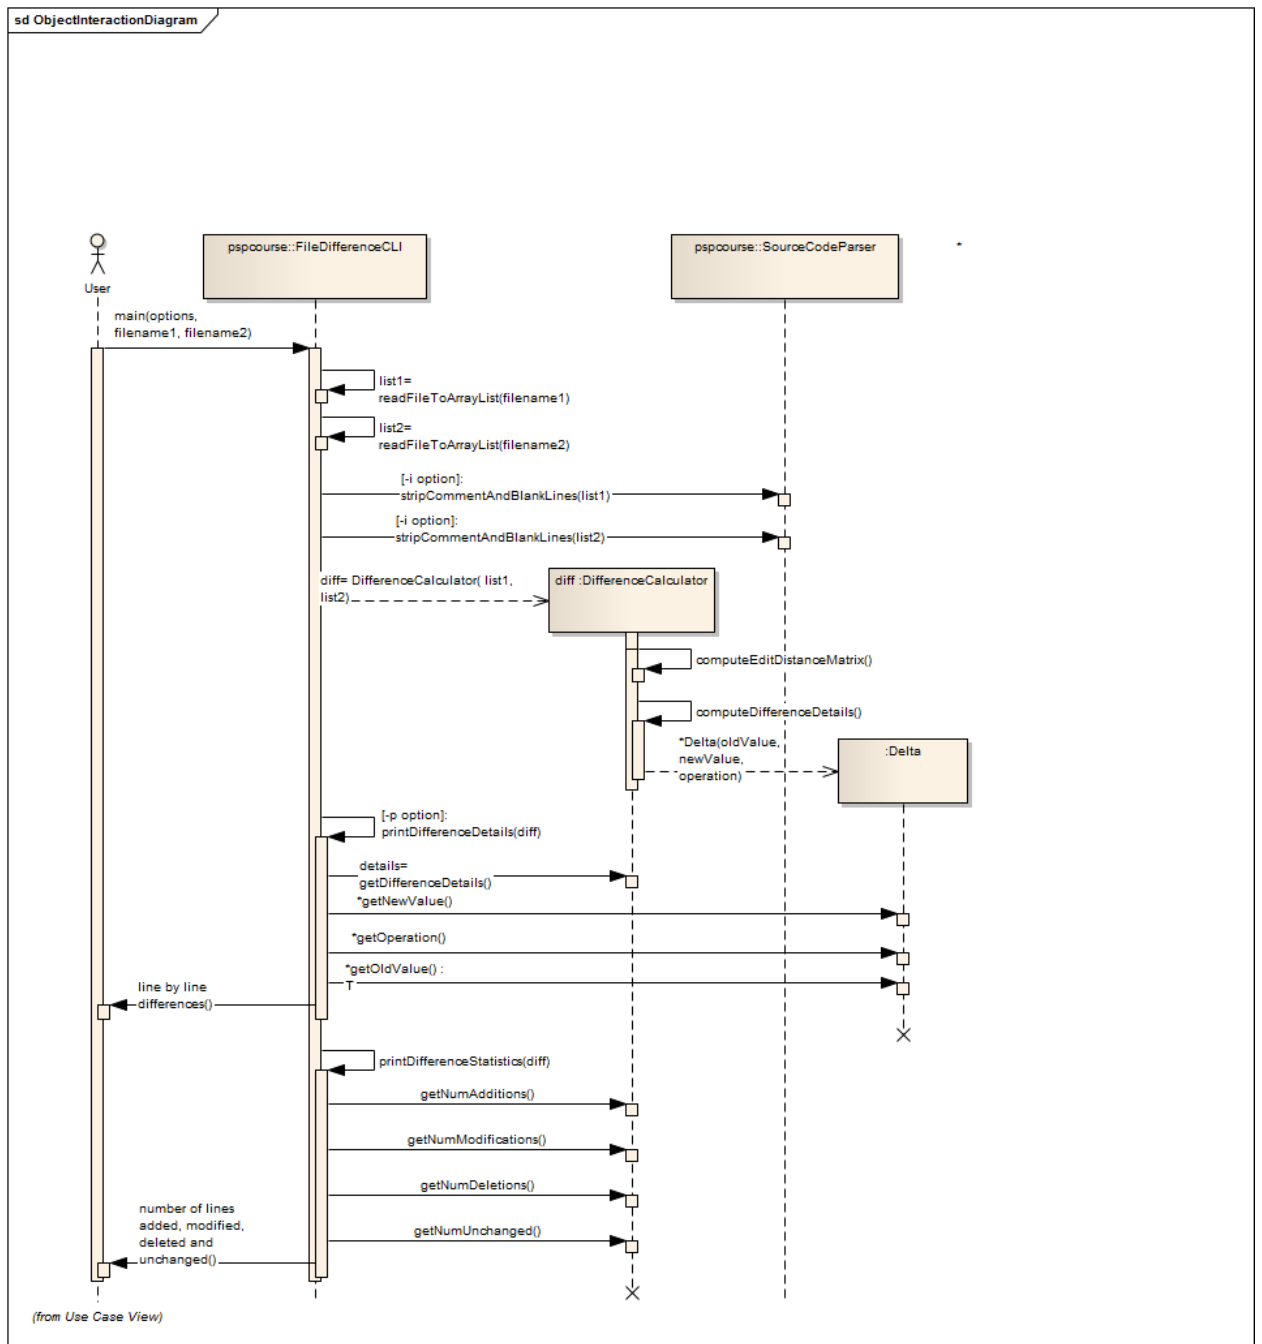 sd ObjectInteractionDiagram
pspcourse::FileDifferenceCLI
pspcourse::SourceCodeParser
*
User
main(options,
filename1, filename2)
list1=
readFileToArrayList(filename1)
list2=
readFileToArrayList(filename2)
[-i option]:
stripCommentAndBlankLines(list1)
[-i option]:
stripCommentAndBlankLines(list2)
diff= DifferenceCalculator( list1,
list2)
diff :DifferenceCalculator
computeEditDistanceMatrix()
computeDifferenceDetails()
*Delta(oldValue,
newValue,
operation)
:Delta
[-p option]:
printDifferenceDetails(diff)
details=
getDifferenceDetails()
*getNewValue()
*getOperation()
*getOldValue() :
T
line by line
differences()
printDifferenceStatistics(diff)
getNumAdditions()
getNumModifications()
getNumDeletions()
number of lines
added, modified,
deleted and
unchanged()
getNumUnchanged()
(from Use Case View)